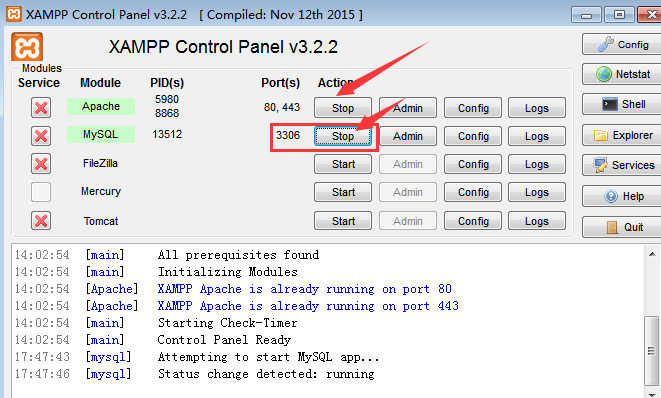 XAMPP Control Panel v3.2.2 [ Compiled: Nov 12th 2015 ]
XAMPP Control Panel v3.2.2
Config
Modules
Service Module PID(s) Port(s) Action
Netstat
Apache 5980 8868 80, 443 Stop Admin Config Logs
Shell
MySQL 13512 3306 Stop Admin Config Logs
Explorer
FileZilla Start Admin Config Logs
Services
Mercury Start Admin Config Logs
Help
Tomcat Start Admin Config Logs
Quit
14:02:54 [main] All prerequisites found
14:02:54 [main] Initializing Modules
14:02:54 [Apache] XAMPP Apache is already running on port 80
14:02:54 [Apache] XAMPP Apache is already running on port 443
14:02:54 [main] Starting Check-Timer
14:02:54 [main] Control Panel Ready
17:47:43 [mysql] Attempting to start MySQL app...
17:47:46 [mysql] Status change detected: running